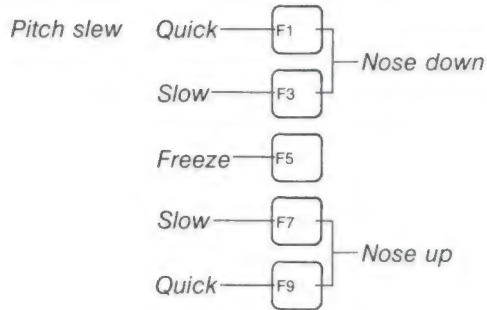 Pitch slew Quick F1
Nose down
Slow F3
Freeze F5
Slow F7
Nose up
Quick F9